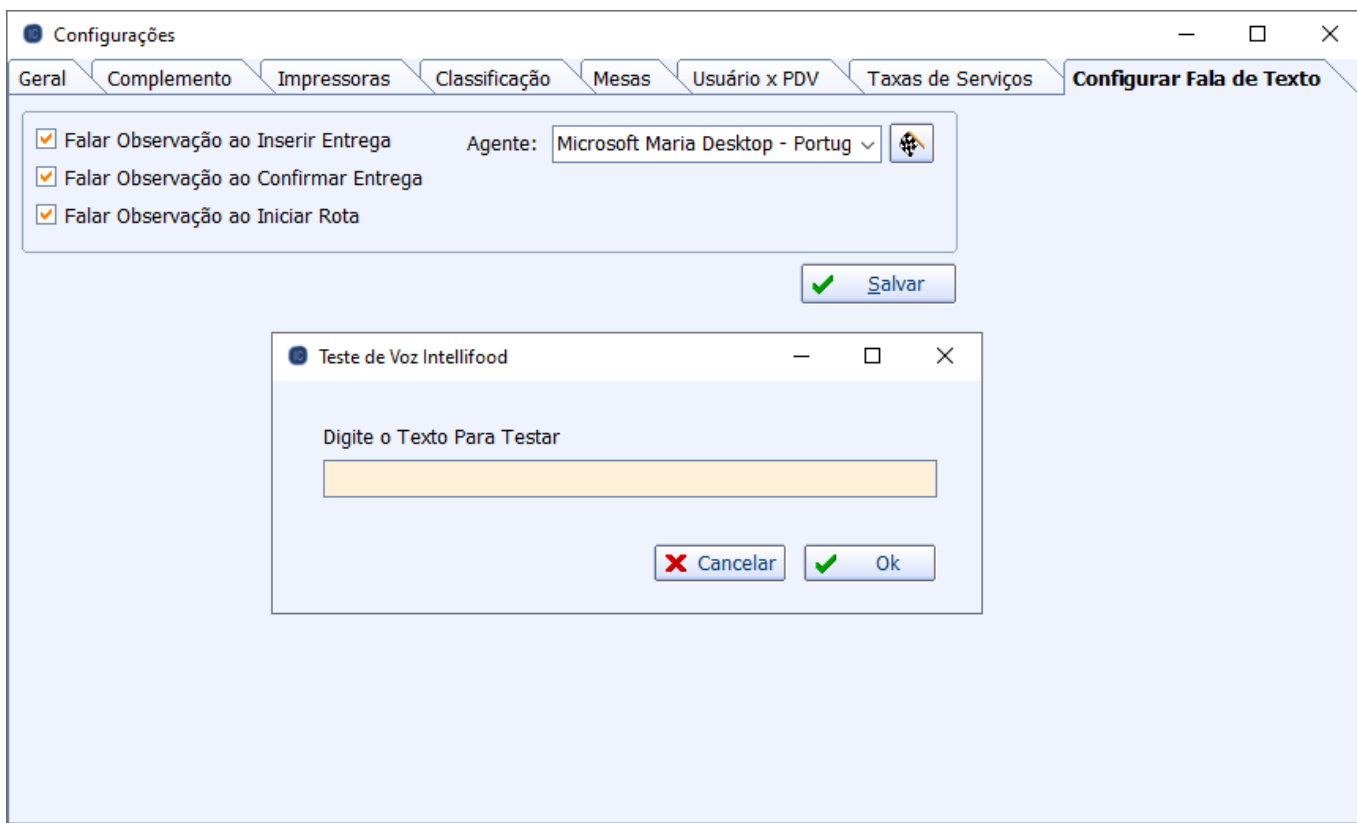 Configurações
Geral Complemento Impressoras Classificação Mesas Usuário x PDV Taxas de Serviços Configurar Fala de Texto
Falar Observação ao Inserir Entrega Agente: Microsoft Maria Desktop - Portug
Falar Observação ao Confirmar Entrega
Falar Observação ao Iniciar Rota
Salvar
Teste de Voz Intellifood
Digite o Texto Para Testar
Cancelar Ok